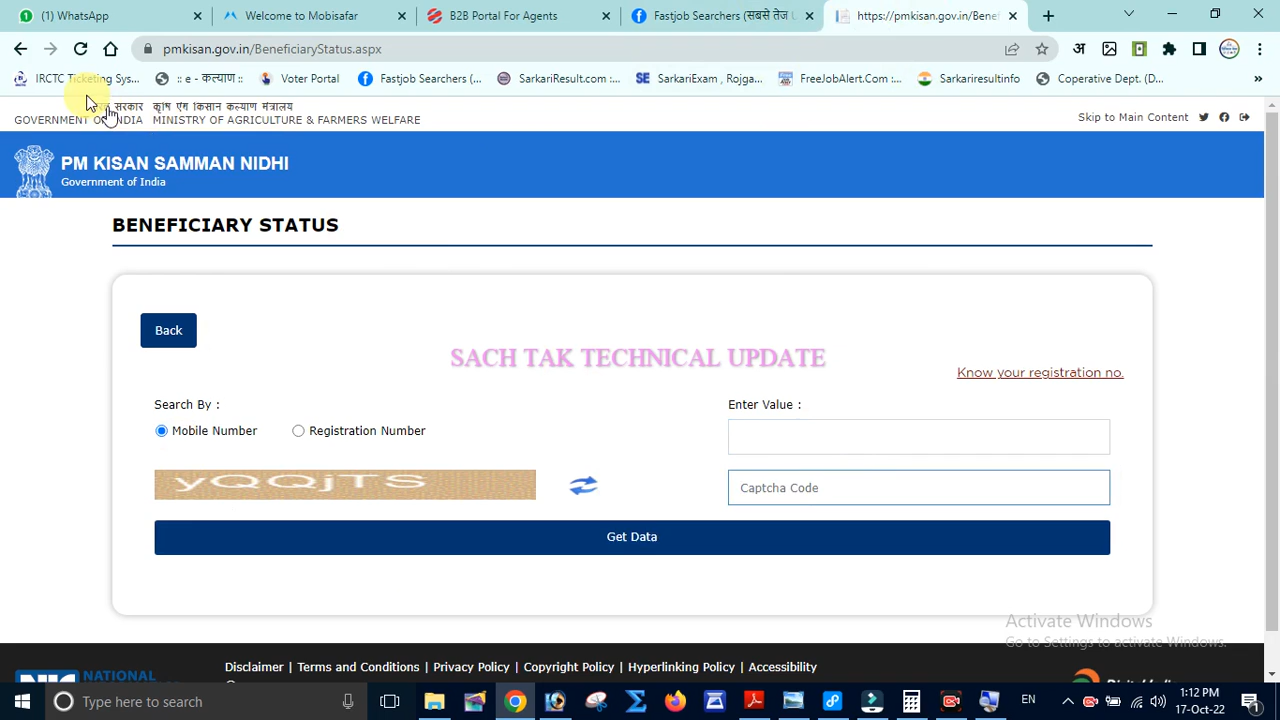 (1) WhatsApp
Welcome to Mobisafar
B2B Portal For Agents
Fastjob Searchers (सबसे तेज U
https://pmkisan.gov.in/Benef
pmkisan.gov.in/BeneficiaryStatus.aspx
IRCTC Ticketing Sys...
:: e - कल्याण ::
Voter Portal
Fastjob Searchers (...
SarkariResult.com :...
SarkariExam , Rojga...
FreeJobAlert.Com :...
Sarkariresultinfo
Coperative Dept. (D...
सरकार कृषि एंग किसान कल्याण मंत्रालय
GOVERNMENT OF INDIA MINISTRY OF AGRICULTURE & FARMERS WELFARE
Skip to Main Content
PM KISAN SAMMAN NIDHI
Government of India
BENEFICIARY STATUS
Back
SACH TAK TECHNICAL UPDATE
Know your registration no.
Search By :
Enter Value :
Mobile Number
Registration Number
yQQjTS
Captcha Code
Get Data
Activate Windows
Go to Settings to activate Windows.
Disclaimer | Terms and Conditions | Privacy Policy | Copyright Policy | Hyperlinking Policy | Accessibility
NATIONAL
Type here to search
EN
1:12 PM
17-Oct-22